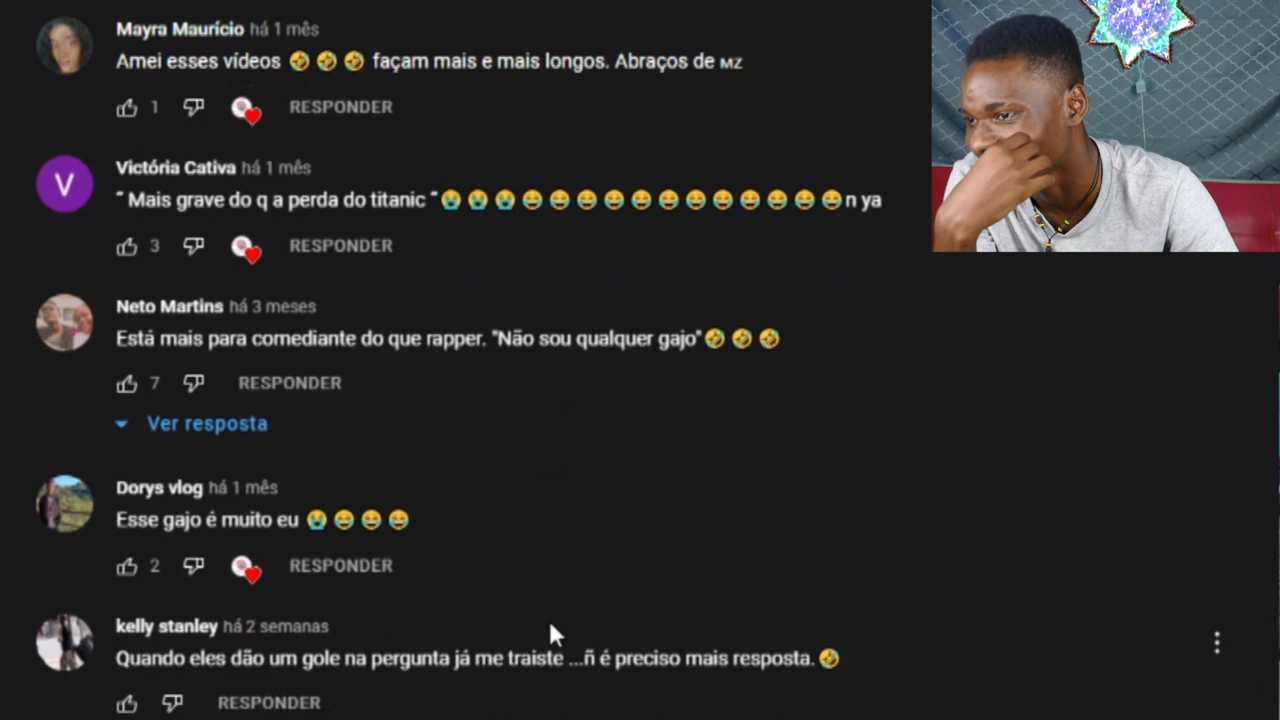 Mayra Maurício há 1 mês
Amei esses vídeos 🤣 🤣 🤣 façam mais e mais longos. Abraços de MZ
1 RESPONDER
V
Victória Cativa há 1 mês
" Mais grave do q a perda do titanic "😭 😭 😭 😂 😂 😂 😂 😂 😂 😂 😂 😂 😂 😂 😂 n ya
3 RESPONDER
Neto Martins há 3 meses
Está mais para comediante do que rapper. "Não sou qualquer gajo"🤣 🤣 🤣
7 RESPONDER
Ver resposta
Dorys vlog há 1 mês
Esse gajo é muito eu 😭 😂 😂 😂
2 RESPONDER
kelly stanley há 2 semanas
Quando eles dão um gole na pergunta já me traiste ...ñ é preciso mais resposta. 🤣
RESPONDER